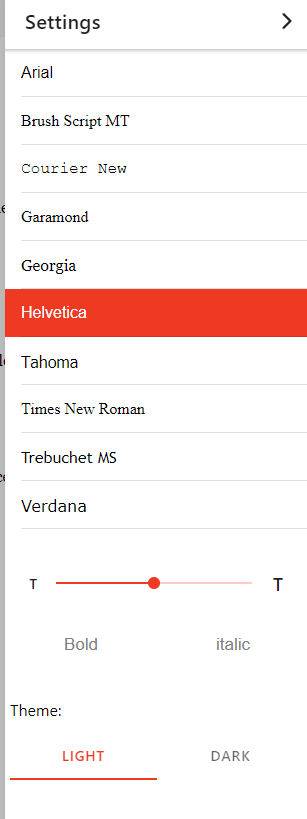 Settings
Arial
Brush Script MT
Courier New
Garamond
Georgia
Helvetica
Tahoma
Times New Roman
Trebuchet MS
Verdana
T T
Bold italic
Theme:
LIGHT DARK